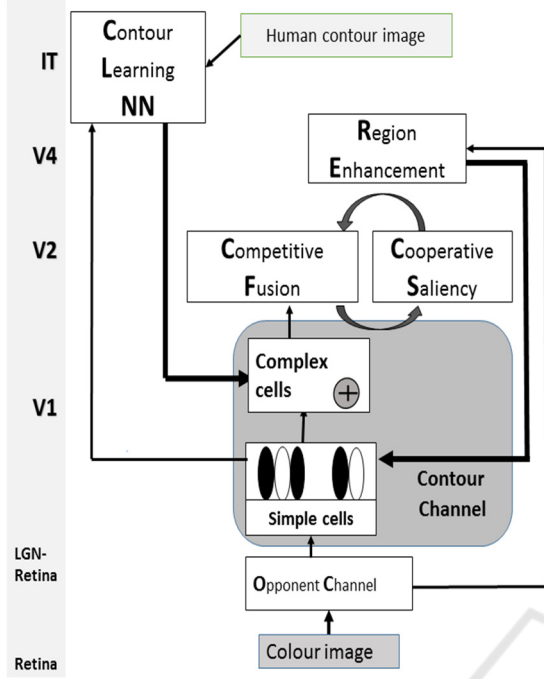 IT
Contour
Learning
NN
Human contour image
V4
Region
Enhancement
V2
Competitive
Fusion
Cooperative
Saliency
V1
Complex
cells
+
Simple cells
Contour
Channel
LGN-
Retina
Opponent Channel
Retina
Colour image